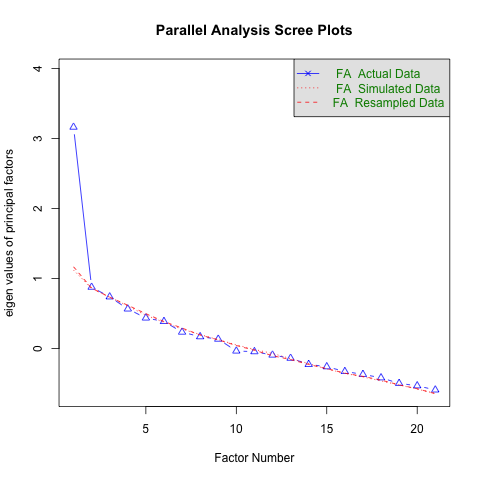 Parallel Analysis Scree Plots
eigen values of principal factors
4
3
2
1
0
FA  Actual Data
FA  Simulated Data
FA  Resampled Data
5
10
15
20
Factor Number